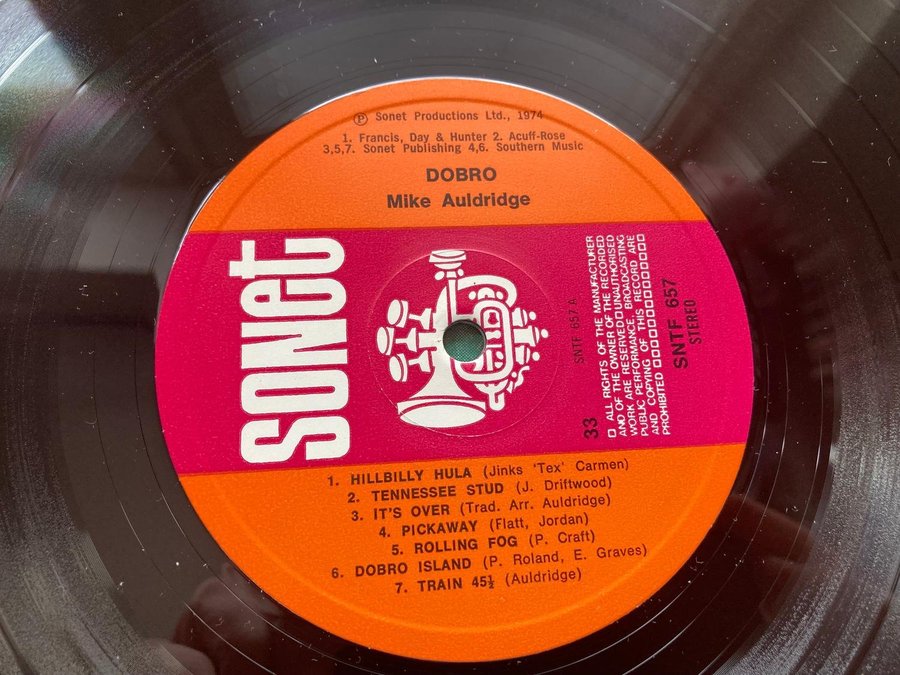 Ⓟ Sonet Productions Ltd., 1974
1. Francis, Day & Hunter 2. Acuff-Rose
3,5,7. Sonet Publishing 4,6. Southern Music
DOBRO
Mike Auldridge
sonet
SNTF 657 A
33
□ ALL RIGHTS OF THE MANUFACTURER
AND OF THE OWNER OF THE RECORDED
WORK ARE RESERVED □ UNAUTHORISED
PUBLIC PERFORMANCE, BROADCASTING
AND COPYING OF THIS RECORD ARE
PROHIBITED □□□□□□□□□□□□□
SNTF 657
STEREO
1. HILLBILLY HULA (Jinks 'Tex' Carmen)
2. TENNESSEE STUD (J. Driftwood)
3. IT'S OVER (Trad. Arr. Auldridge)
4. PICKAWAY (Flatt, Jordan)
5. ROLLING FOG (P. Craft)
6. DOBRO ISLAND (P. Roland, E. Graves)
7. TRAIN 45½ (Auldridge)